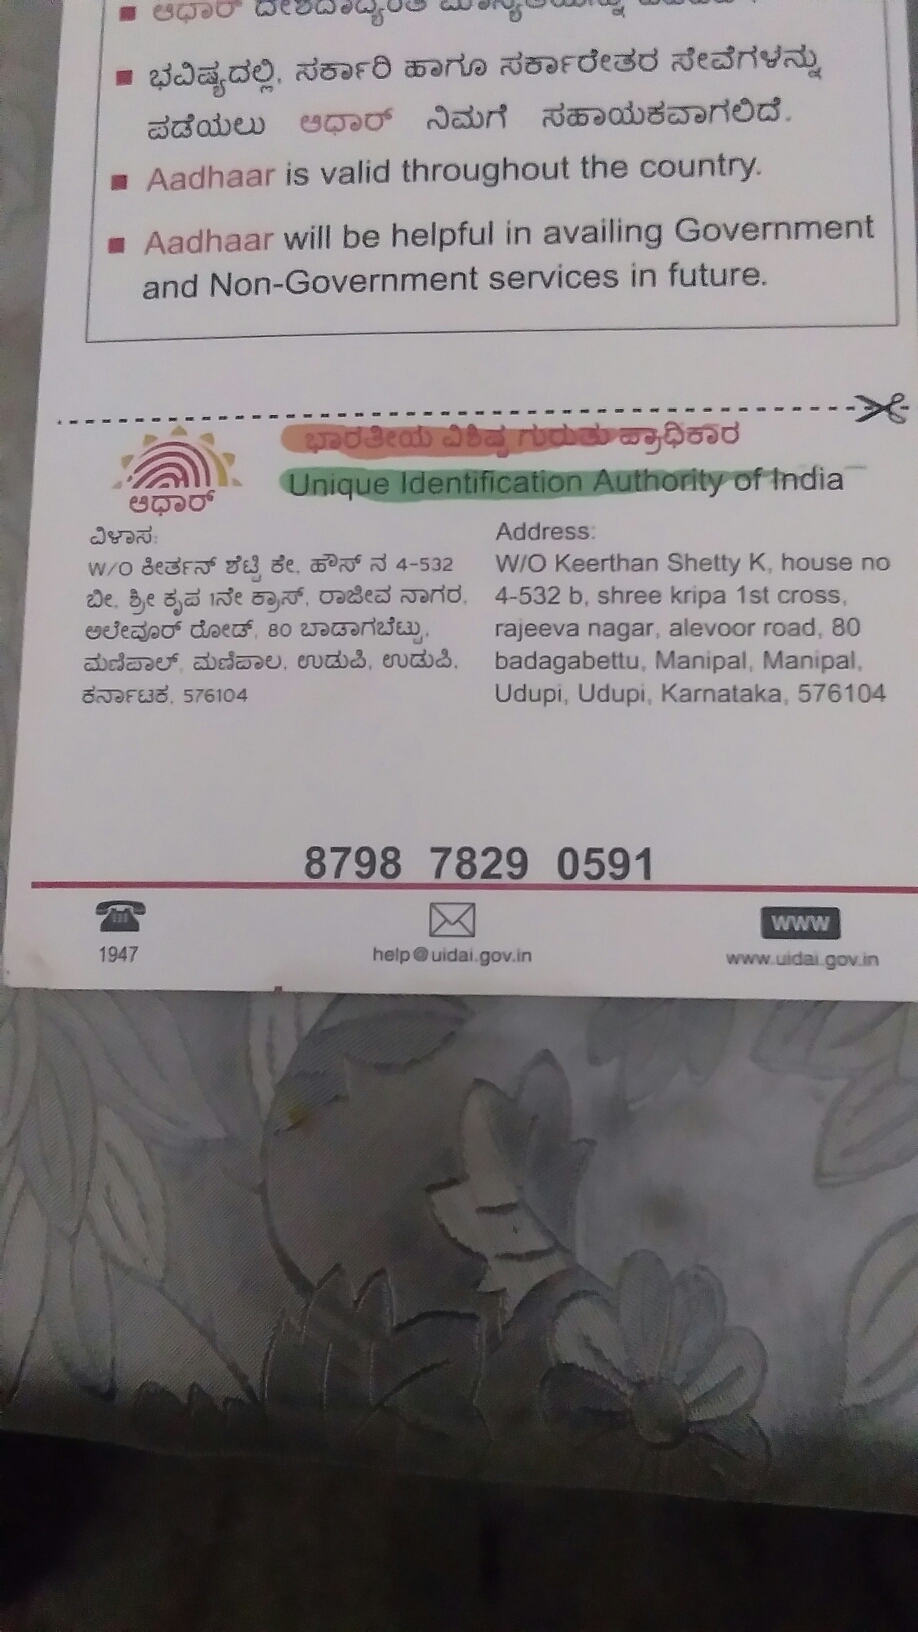 ಆಧಾರ್
ಭವಿಷ್ಯದಲ್ಲಿ, ಸರ್ಕಾರಿ ಹಾಗೂ ಸರ್ಕಾರೇತರ ಸೇವೆಗಳನ್ನು
ಪಡೆಯಲು ಆಧಾರ್ ನಿಮಗೆ ಸಹಾಯಕವಾಗಲಿದೆ.
Aadhaar is valid throughout the country.
Aadhaar will be helpful in availing Government
and Non-Government services in future.
ಭಾರತೀಯ ವಿಶಿಷ್ಟ ಗುರುತು ಪ್ರಾಧಿಕಾರ
Unique Identification Authority of India
ಆಧಾರ್
ವಿಳಾಸ:
W/O ಕೀರ್ತನ್ ಶೆಟ್ಟಿ ಕೇ, ಹೌಸ್ ನ 4-532
ಬೀ, ಶ್ರೀ ಕೃಪ 1ನೇ ಕ್ರಾಸ್, ರಾಜೀವ ನಾಗರ,
ಅಲೇವೂರ್ ರೋಡ್, 80 ಬಾಡಾಗಬೆಟ್ಟು,
ಮಣಿಪಾಲ್, ಮಣಿಪಾಲ, ಉಡುಪಿ, ಉಡುಪಿ,
ಕರ್ನಾಟಕ, 576104
Address:
W/O Keerthan Shetty K, house no
4-532 b, shree kripa 1st cross,
rajeeva nagar, alevoor road, 80
badagabettu, Manipal, Manipal,
Udupi, Udupi, Karnataka, 576104
8798 7829 0591
1947
help@uidai.gov.in
www
www.uidai.gov.in